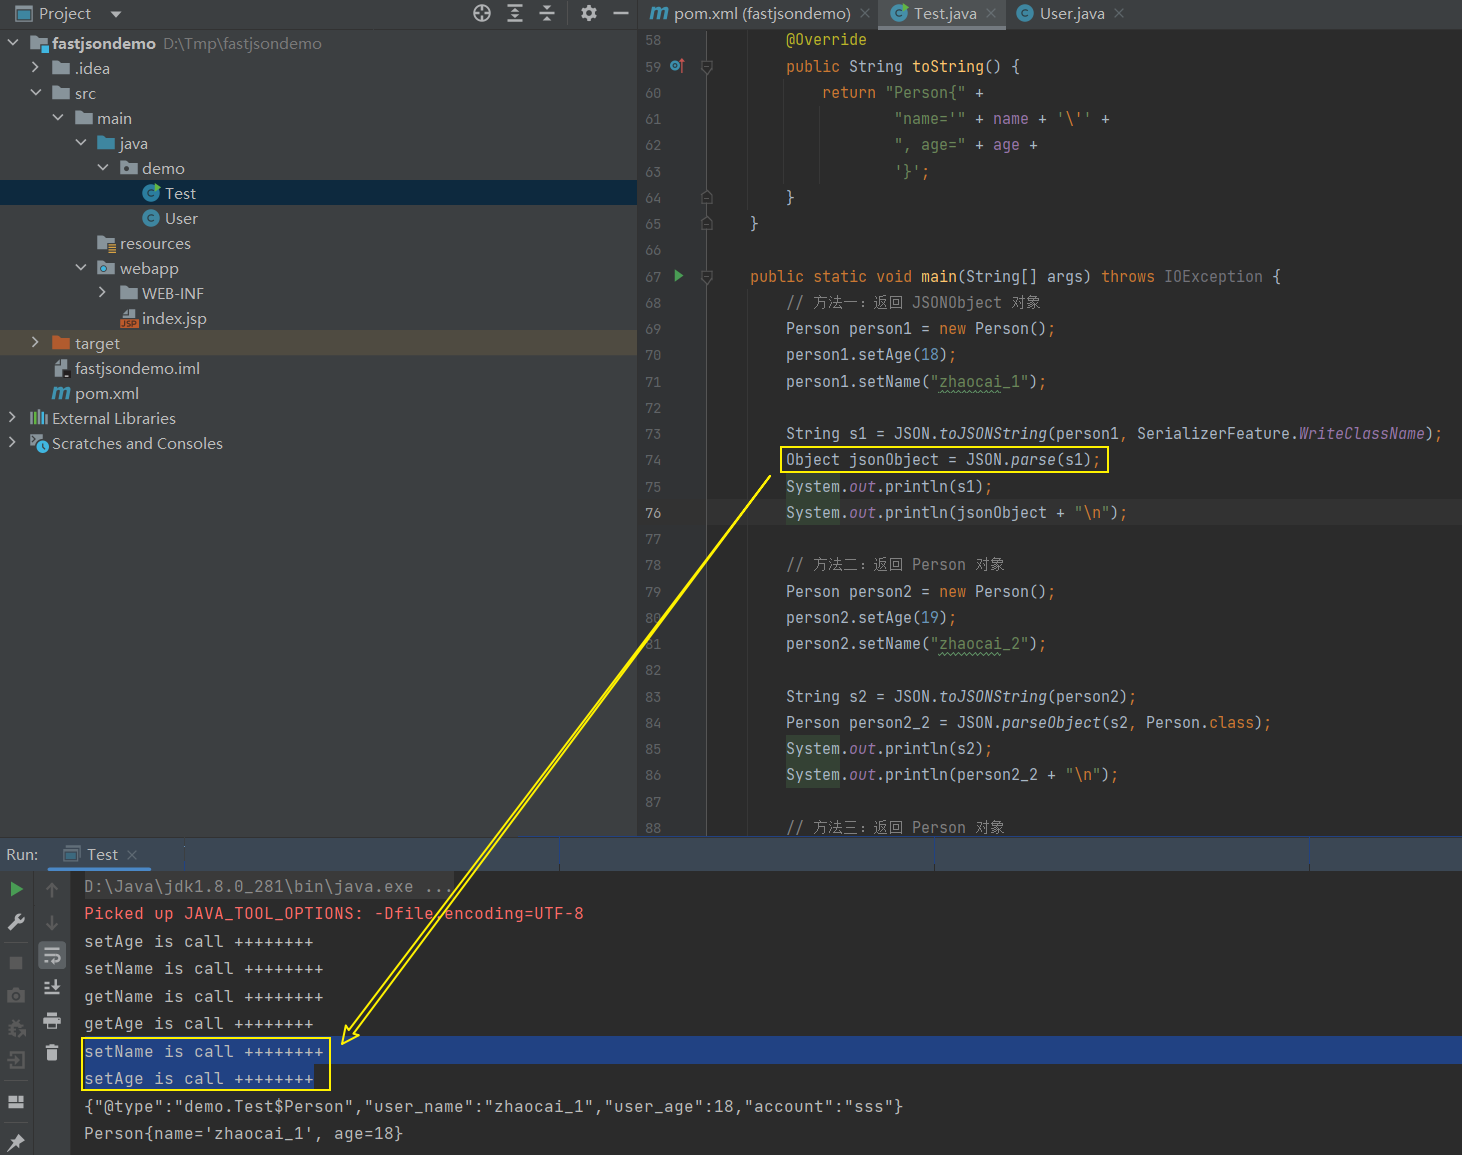 Project
fastjsondemo D:\Tmp\fastjsondemo
.idea
src
main
java
demo
Test
User
resources
webapp
WEB-INF
index.jsp
target
fastjsondemo.iml
pom.xml
External Libraries
Scratches and Consoles
pom.xml (fastjsondemo) Test.java User.java
58 @Override
59 public String toString() {
60 return "Person{" +
61 "name='" + name + '\'' +
62 ", age=" + age +
63 '}';
64 }
65 }
66
67 public static void main(String[] args) throws IOException {
68 // 方法一：返回 JSONObject 对象
69 Person person1 = new Person();
70 person1.setAge(18);
71 person1.setName("zhaocai_1");
72
73 String s1 = JSON.toJSONString(person1, SerializerFeature.WriteClassName);
74 Object jsonObject = JSON.parse(s1);
75 System.out.println(s1);
76 System.out.println(jsonObject + "\n");
77
78 // 方法二：返回 Person 对象
79 Person person2 = new Person();
80 person2.setAge(19);
81 person2.setName("zhaocai_2");
82
83 String s2 = JSON.toJSONString(person2);
84 Person person2_2 = JSON.parseObject(s2, Person.class);
85 System.out.println(s2);
86 System.out.println(person2_2 + "\n");
87
88 // 方法三：返回 Person 对象
Run: Test
D:\Java\jdk1.8.0_281\bin\java.exe ...
Picked up JAVA_TOOL_OPTIONS: -Dfile.encoding=UTF-8
setAge is call ++++++++
setName is call ++++++++
getName is call ++++++++
getAge is call ++++++++
setName is call ++++++++
setAge is call ++++++++
{"@type":"demo.Test$Person","user_name":"zhaocai_1","user_age":18,"account":"sss"}
Person{name='zhaocai_1', age=18}